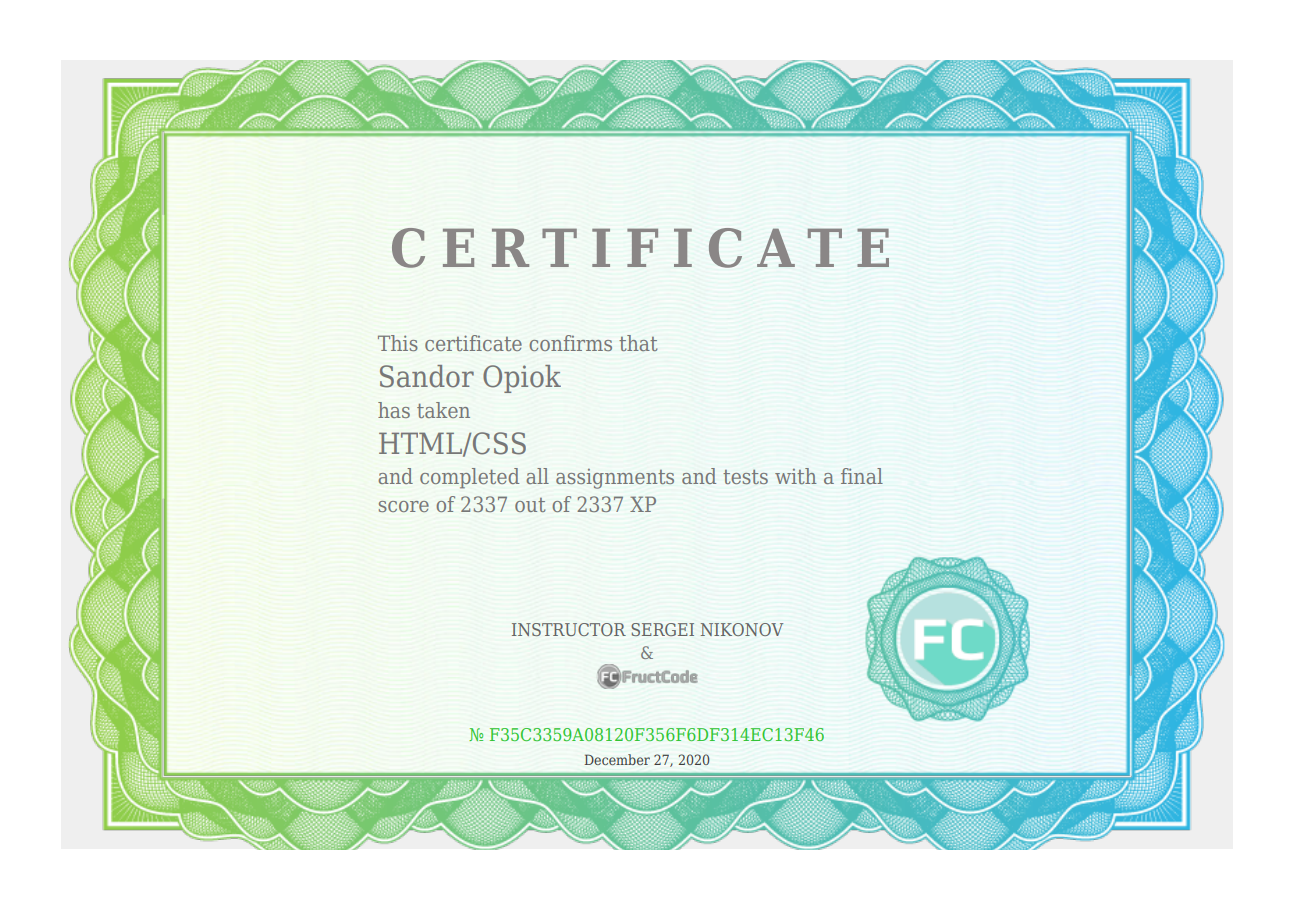 CERTIFICATE
This certificate confirms that
Sandor Opiok
has taken
HTML/CSS
and completed all assignments and tests with a final
score of 2337 out of 2337 XP
FC
INSTRUCTOR SERGEI NIKONOV
&
FC FructCode
№ F35C3359A08120F356F6DF314EC13F46
December 27, 2020